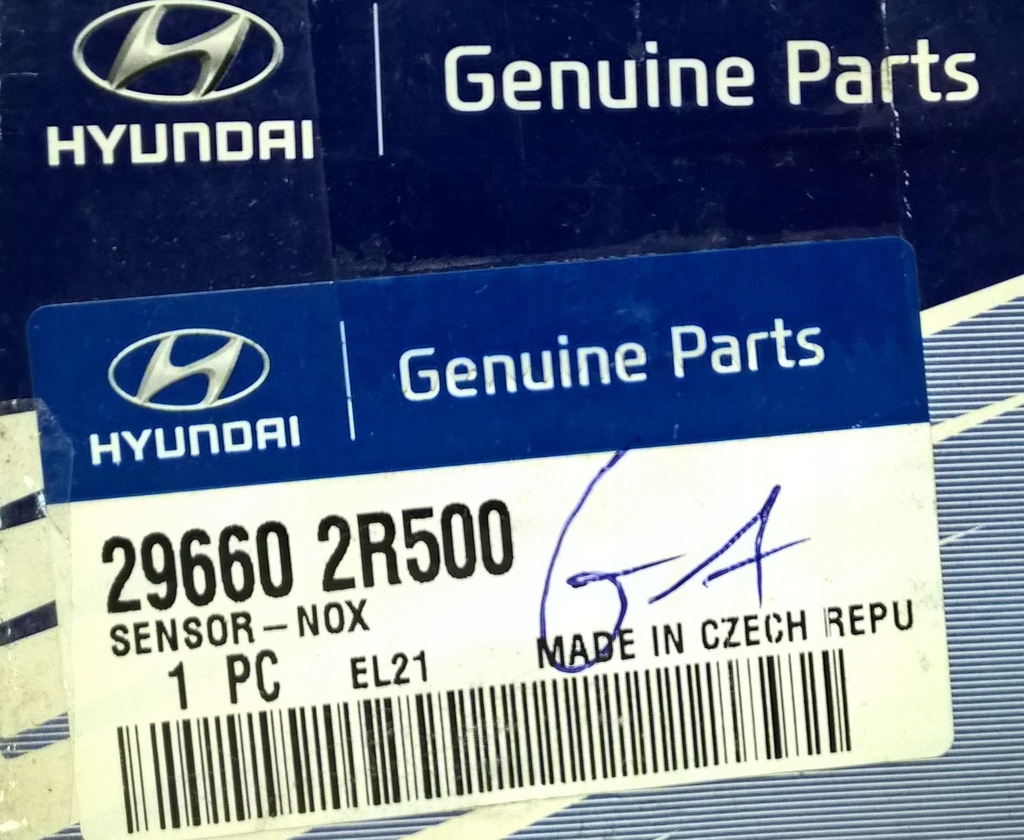 HYUNDAI
Genuine Parts
HYUNDAI
Genuine Parts
29660 2R500
SENSOR-NOX
1 PC EL21 MADE IN CZECH REPU